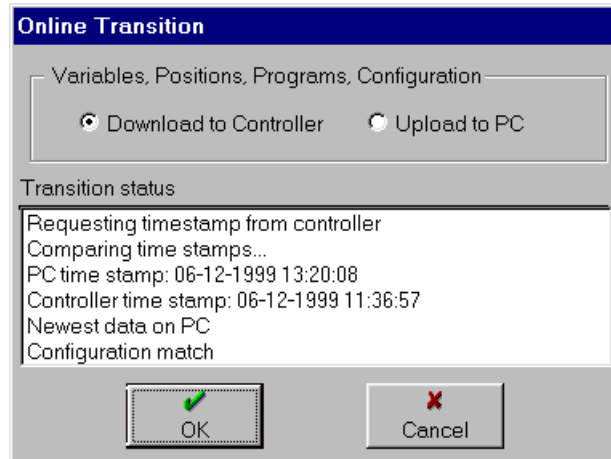 Online Transition
Variables, Positions, Programs, Configuration
Download to Controller Upload to PC
Transition status
Requesting timestamp from controller
Comparing time stamps...
PC time stamp: 06-12-1999 13:20:08
Controller time stamp: 06-12-1999 11:36:57
Newest data on PC
Configuration match
OK Cancel